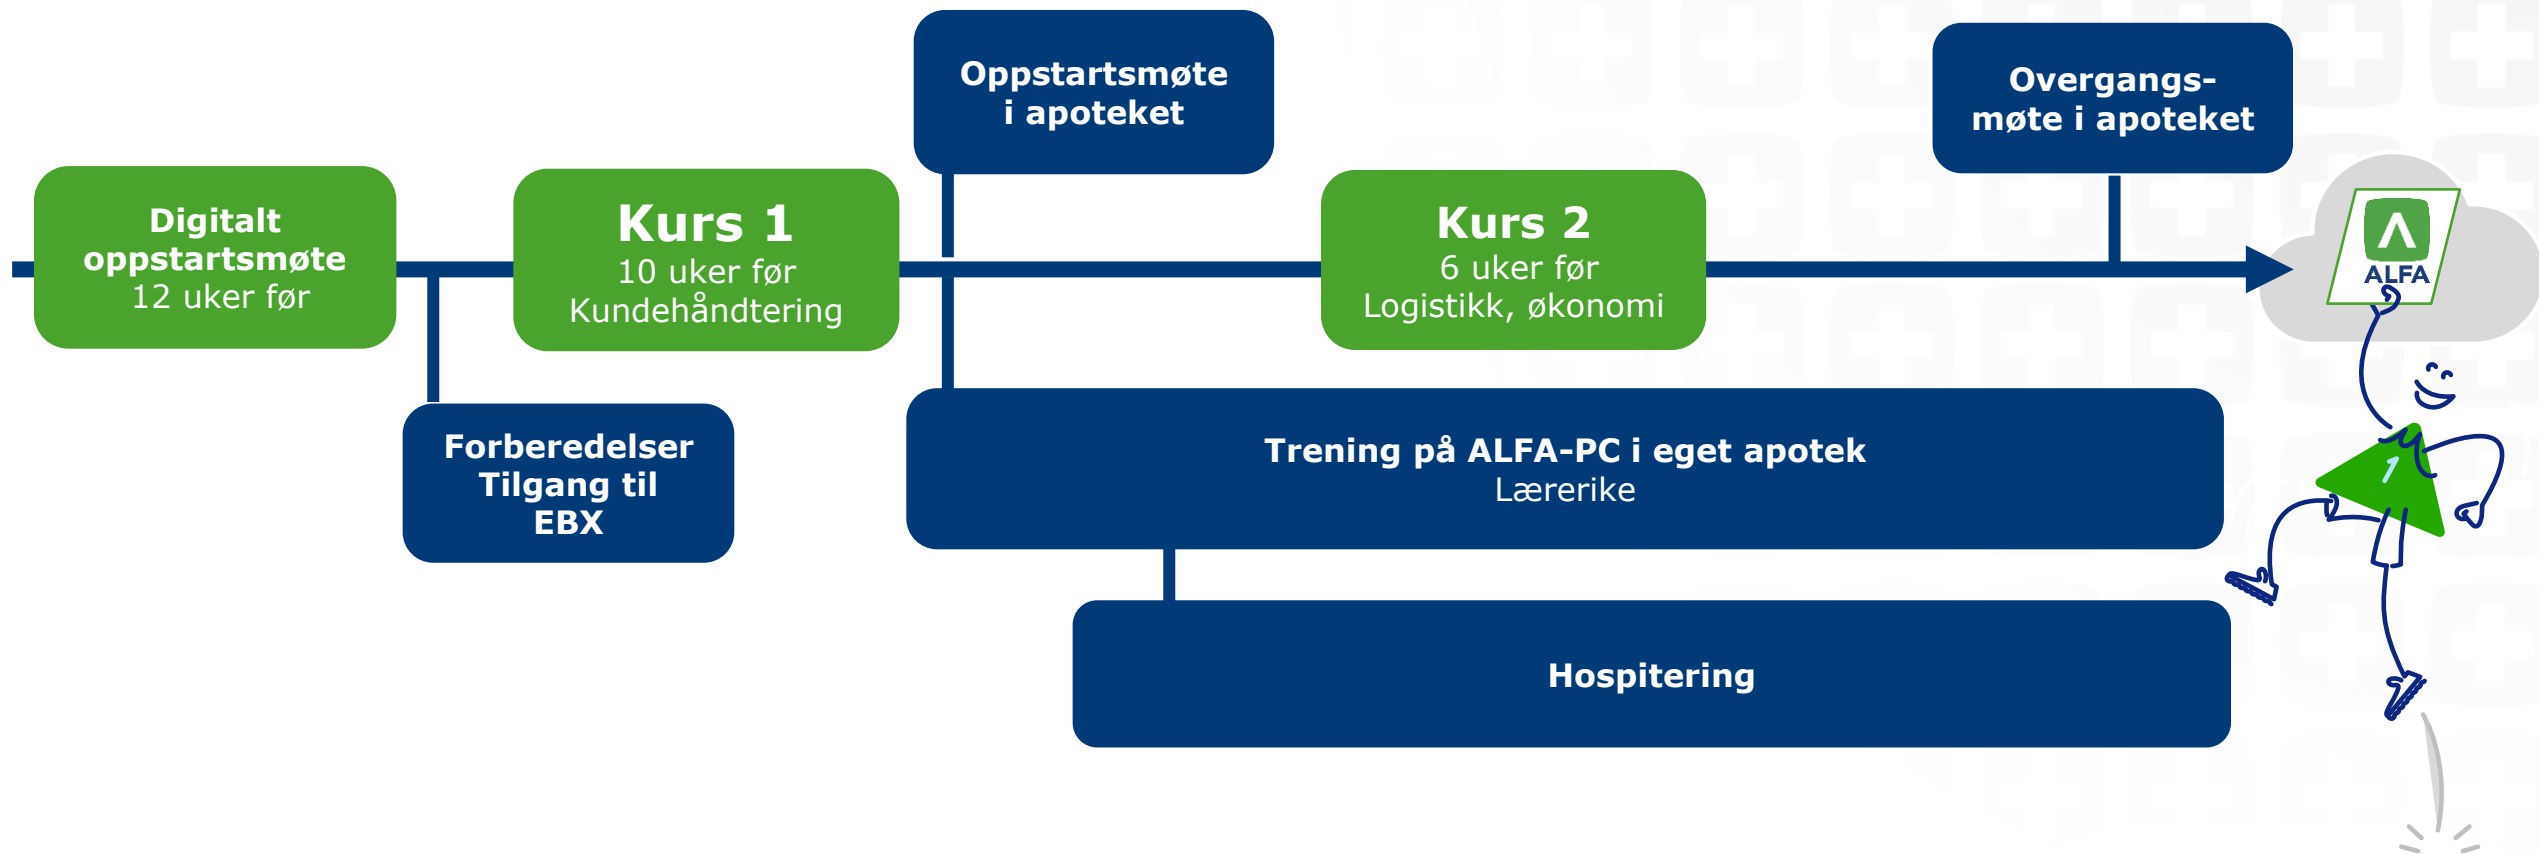 Oppstartsmøte
i apoteket
Overgangs-
møte i apoteket
Digitalt
oppstartsmøte
12 uker før
Kurs 1
10 uker før
Kundehåndtering
Kurs 2
6 uker før
Logistikk, økonomi
ALFA
Forberedelser
Tilgang til
EBX
Trening på ALFA-PC i eget apotek
Lærerike
1
Hospitering